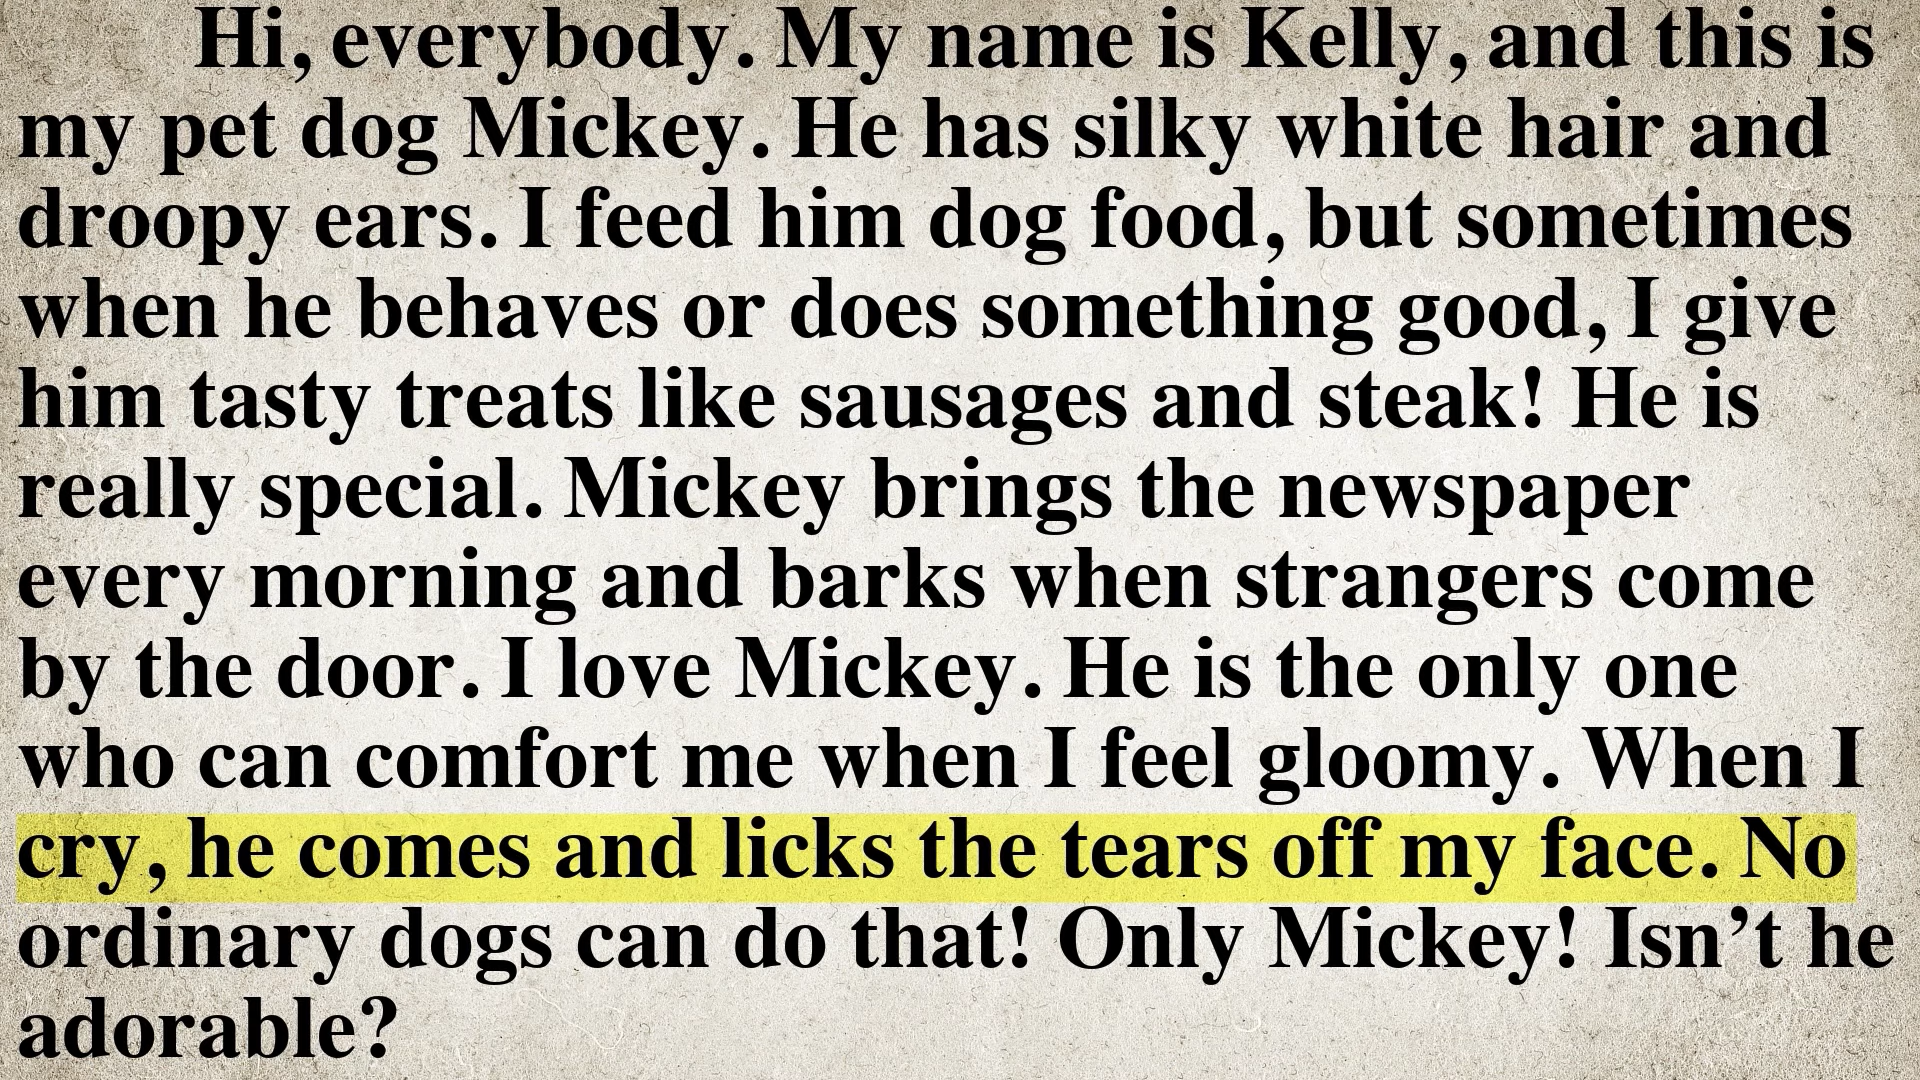 Hi, everybody. My name is Kelly, and this is
my pet dog Mickey. He has silky white hair and
droopy ears. I feed him dog food, but sometimes
when he behaves or does something good, I give
him tasty treats like sausages and steak! He is
really special. Mickey brings the newspaper
every morning and barks when strangers come
by the door. I love Mickey. He is the only one
who can comfort me when I feel gloomy. When I
cry, he comes and licks the tears off my face. No
ordinary dogs can do that! Only Mickey! Isn’t he
adorable?